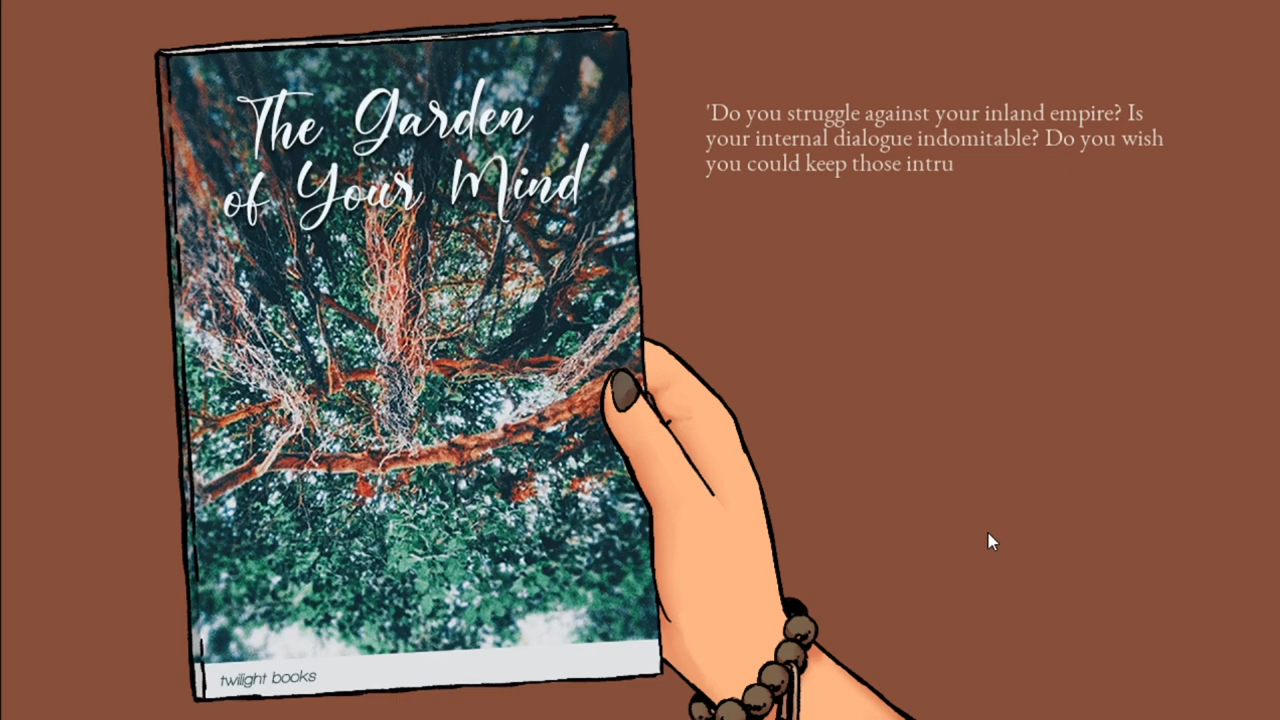 The Garden
of Your Mind
twilight books
'Do you struggle against your inland empire? Is
your internal dialogue indomitable? Do you wish
you could keep those intru